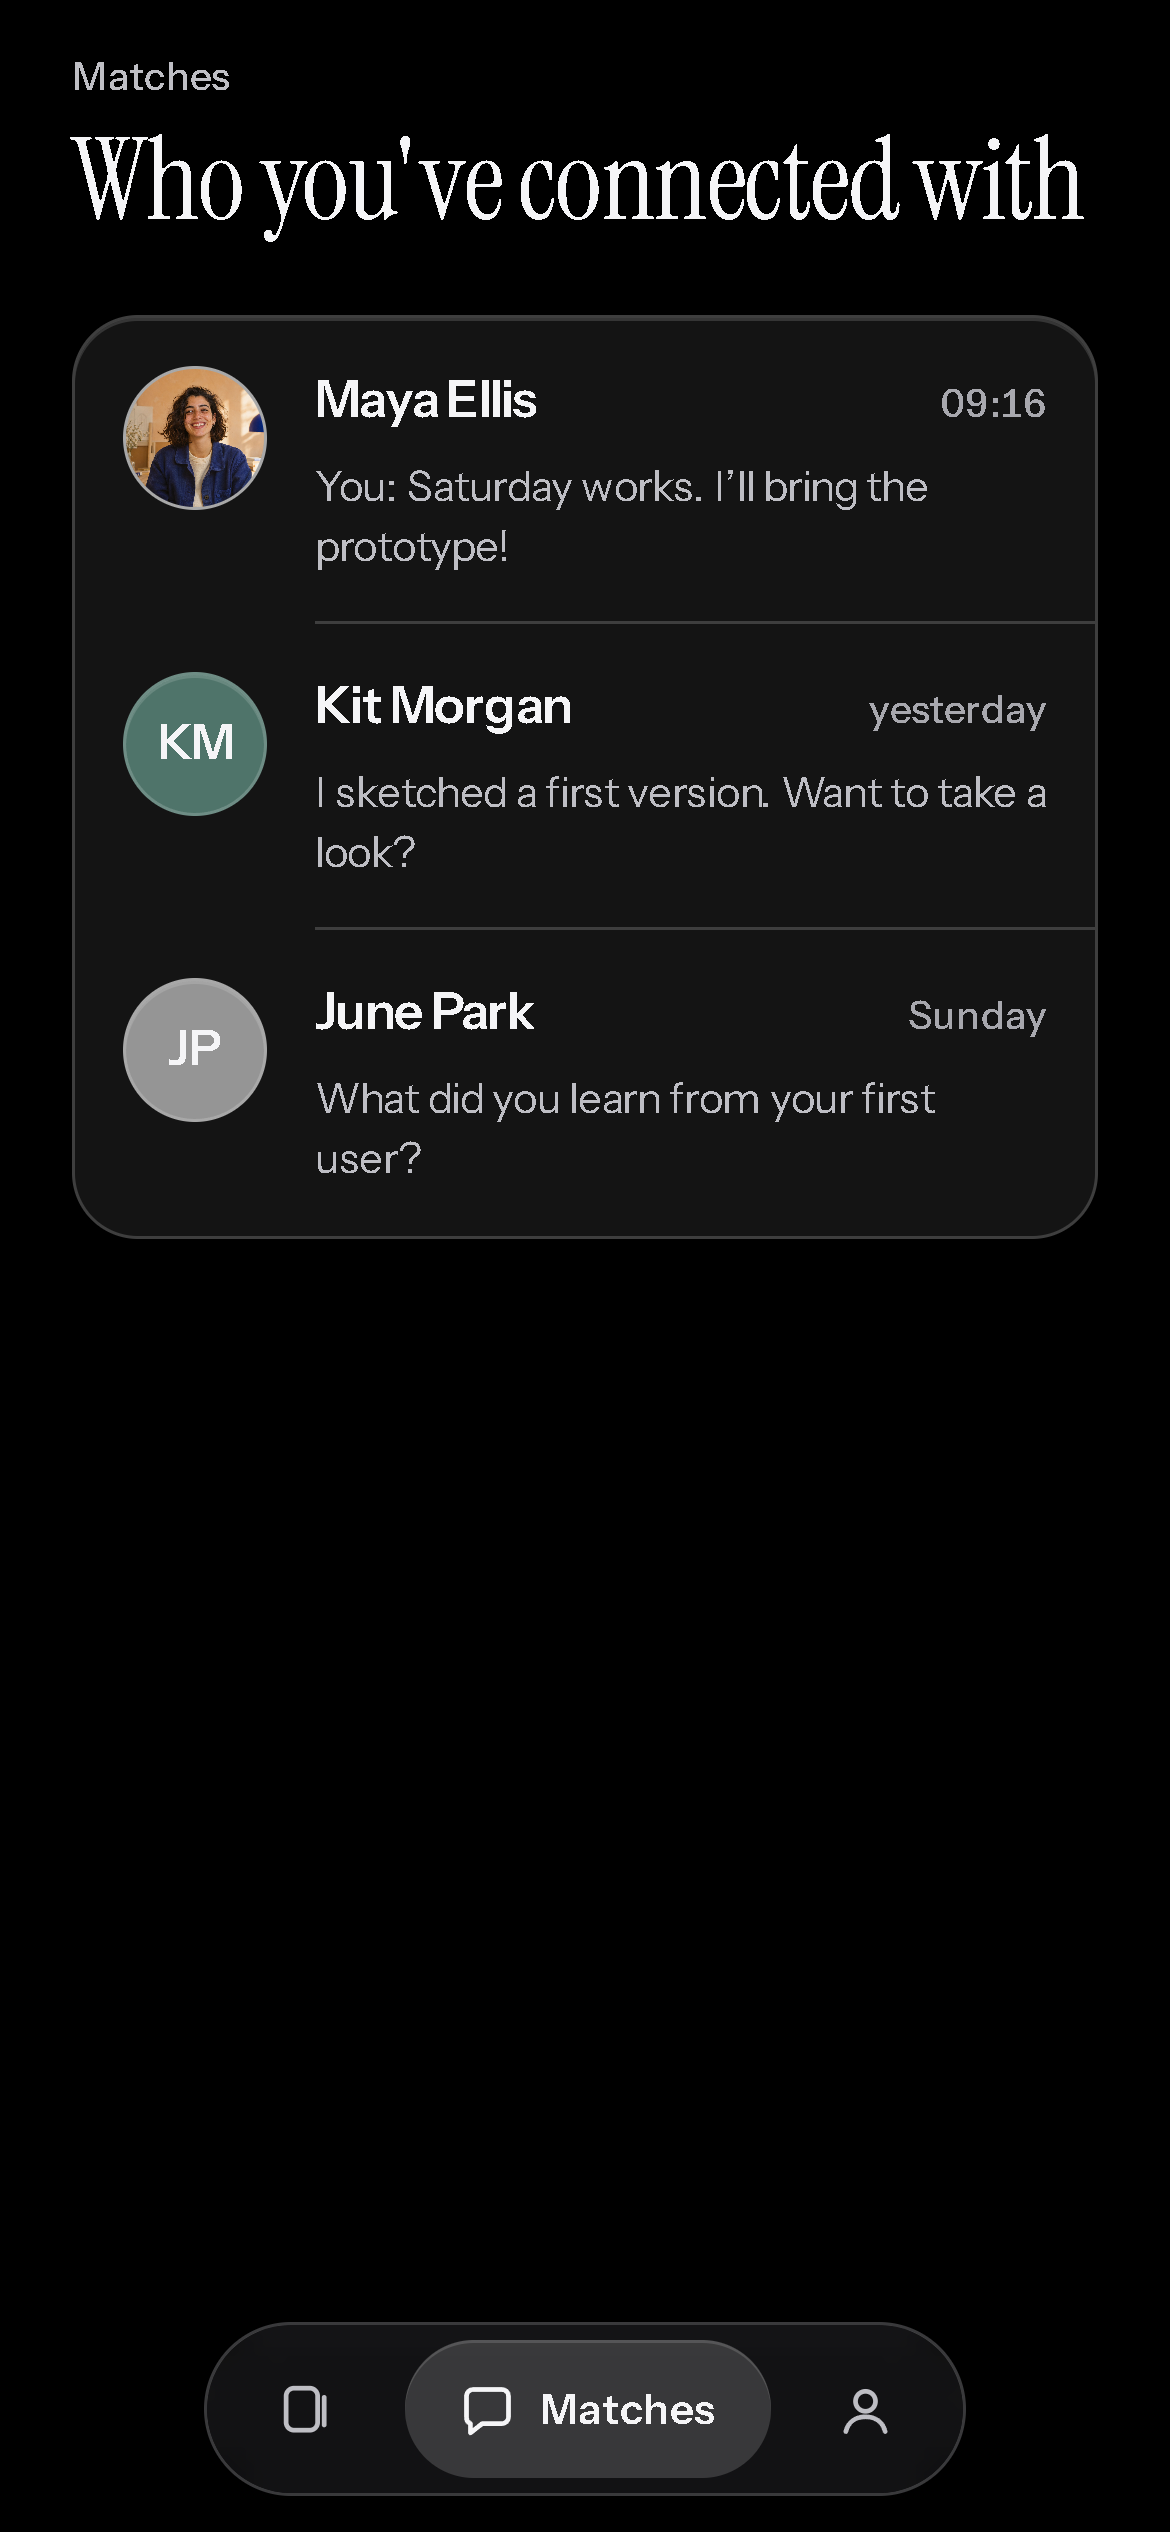 Matches
Who you've connected with
Maya Ellis
09:16
You: Saturday works. I’ll bring the
prototype!
KM
Kit Morgan
yesterday
I sketched a first version. Want to take a
look?
JP
June Park
Sunday
What did you learn from your first
user?
Matches